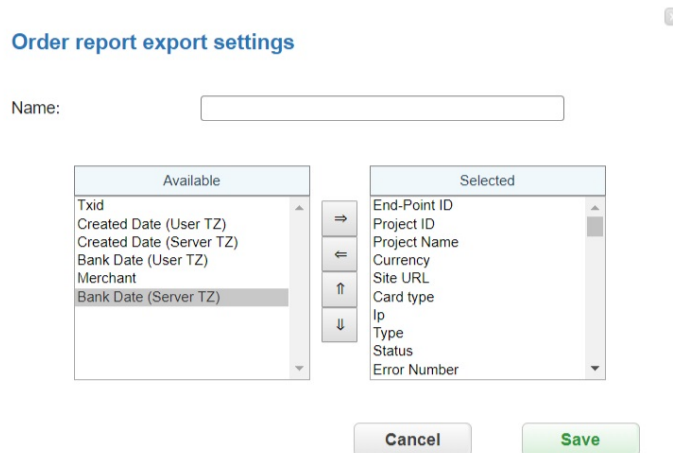 Order report export settings
Name:
Available
Txid
Created Date (User TZ)
Created Date (Server TZ)
Bank Date (User TZ)
Merchant
Bank Date (Server TZ)
⇒
⇐
⇑
⇓
Selected
End-Point ID
Project ID
Project Name
Currency
Site URL
Card type
Ip
Type
Status
Error Number
Cancel
Save